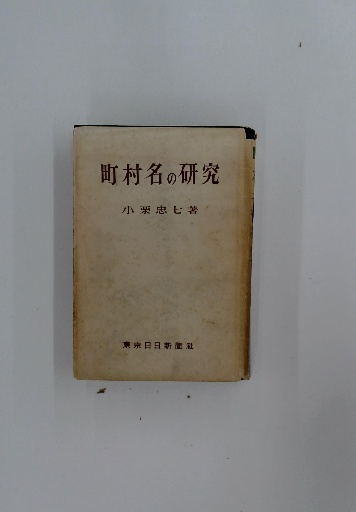 町村名の研究
小栗忠七著
東京日日新聞社